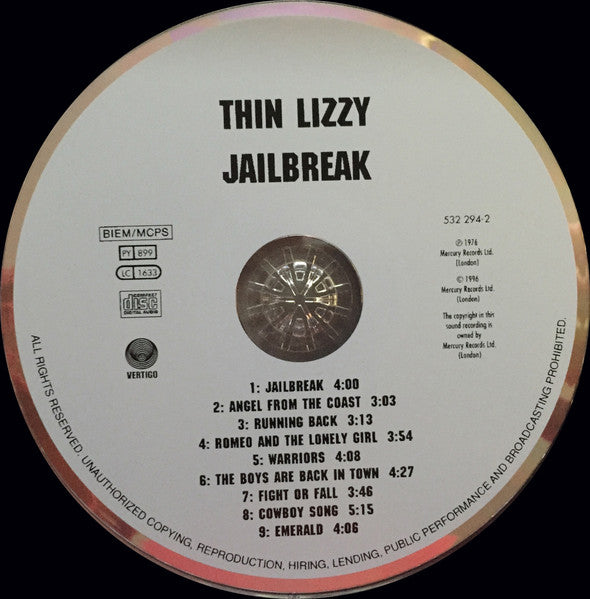 THIN LIZZY
JAILBREAK
BIEM/MCPS
PY 899
LC 1633
COMPACT
disc
DIGITAL AUDIO
VERTIGO
532 294-2
℗ 1976
Mercury Records Ltd.
(London)
© 1996
Mercury Records Ltd.
(London)
The copyright in this
sound recording is
owned by
Mercury Records Ltd.
(London)
1: JAILBREAK 4:00
2: ANGEL FROM THE COAST 3:03
3: RUNNING BACK 3:13
4: ROMEO AND THE LONELY GIRL 3:54
5: WARRIORS 4:08
6: THE BOYS ARE BACK IN TOWN 4:27
7: FIGHT OR FALL 3:46
8: COWBOY SONG 5:15
9: EMERALD 4:06
ALL RIGHTS RESERVED. UNAUTHORIZED COPYING, REPRODUCTION, HIRING, LENDING, PUBLIC PERFORMANCE AND BROADCASTING PROHIBITED.